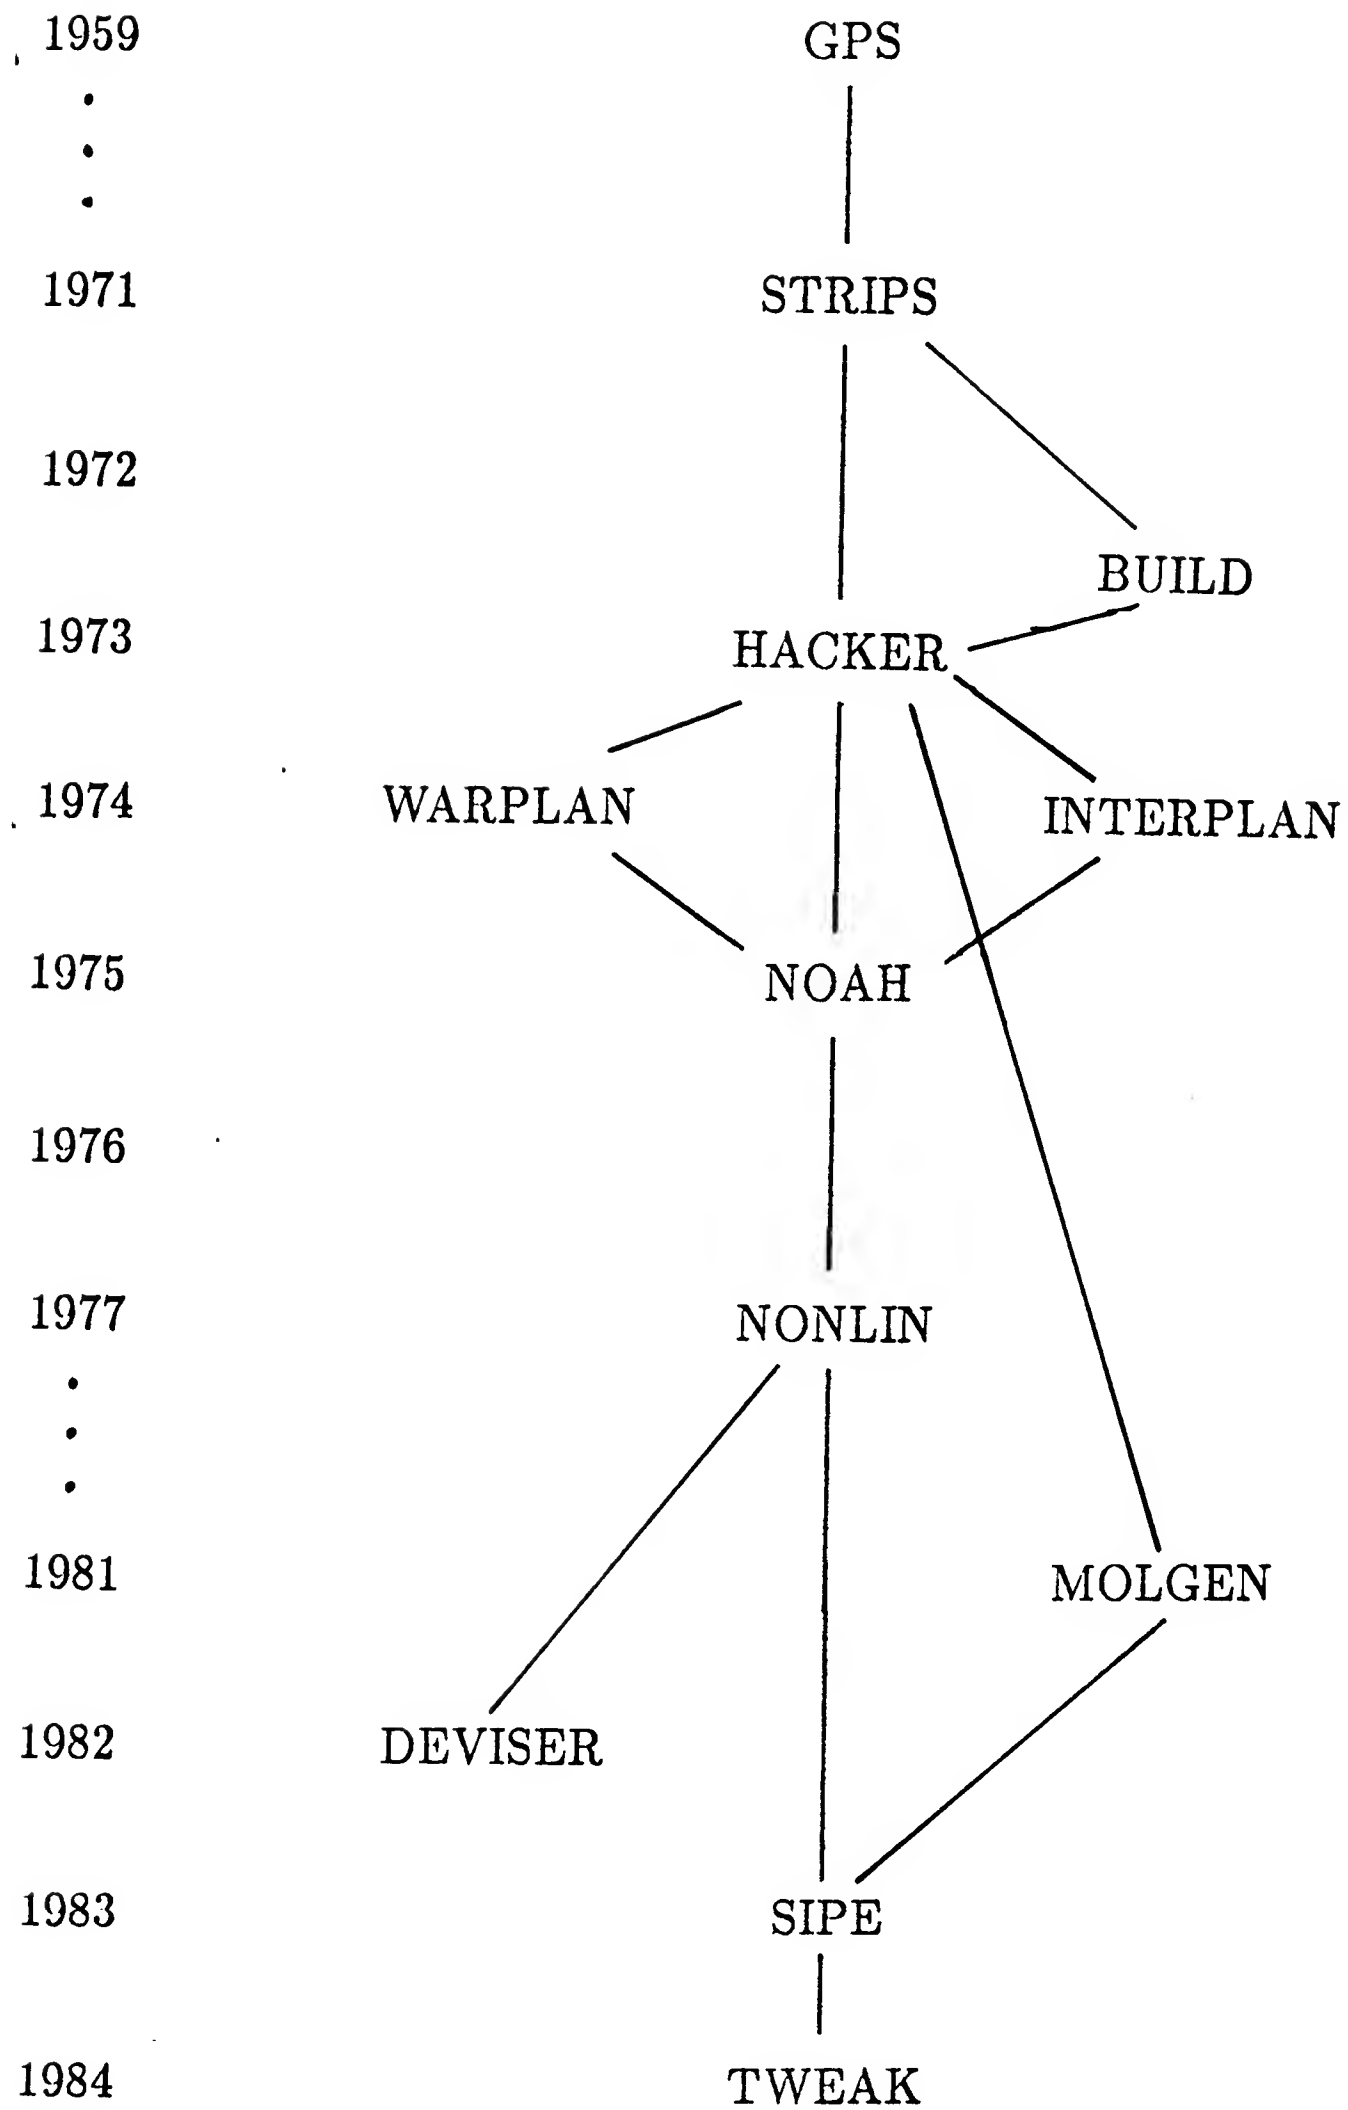 1959 GPS
1971 STRIPS
1972
BUILD
1973 HACKER
1974 WARPLAN INTERPLAN
1975 NOAH
1976
1977 NONLIN
1981 MOLGEN
1982 DEVISER
1983 SIPE
1984 TWEAK